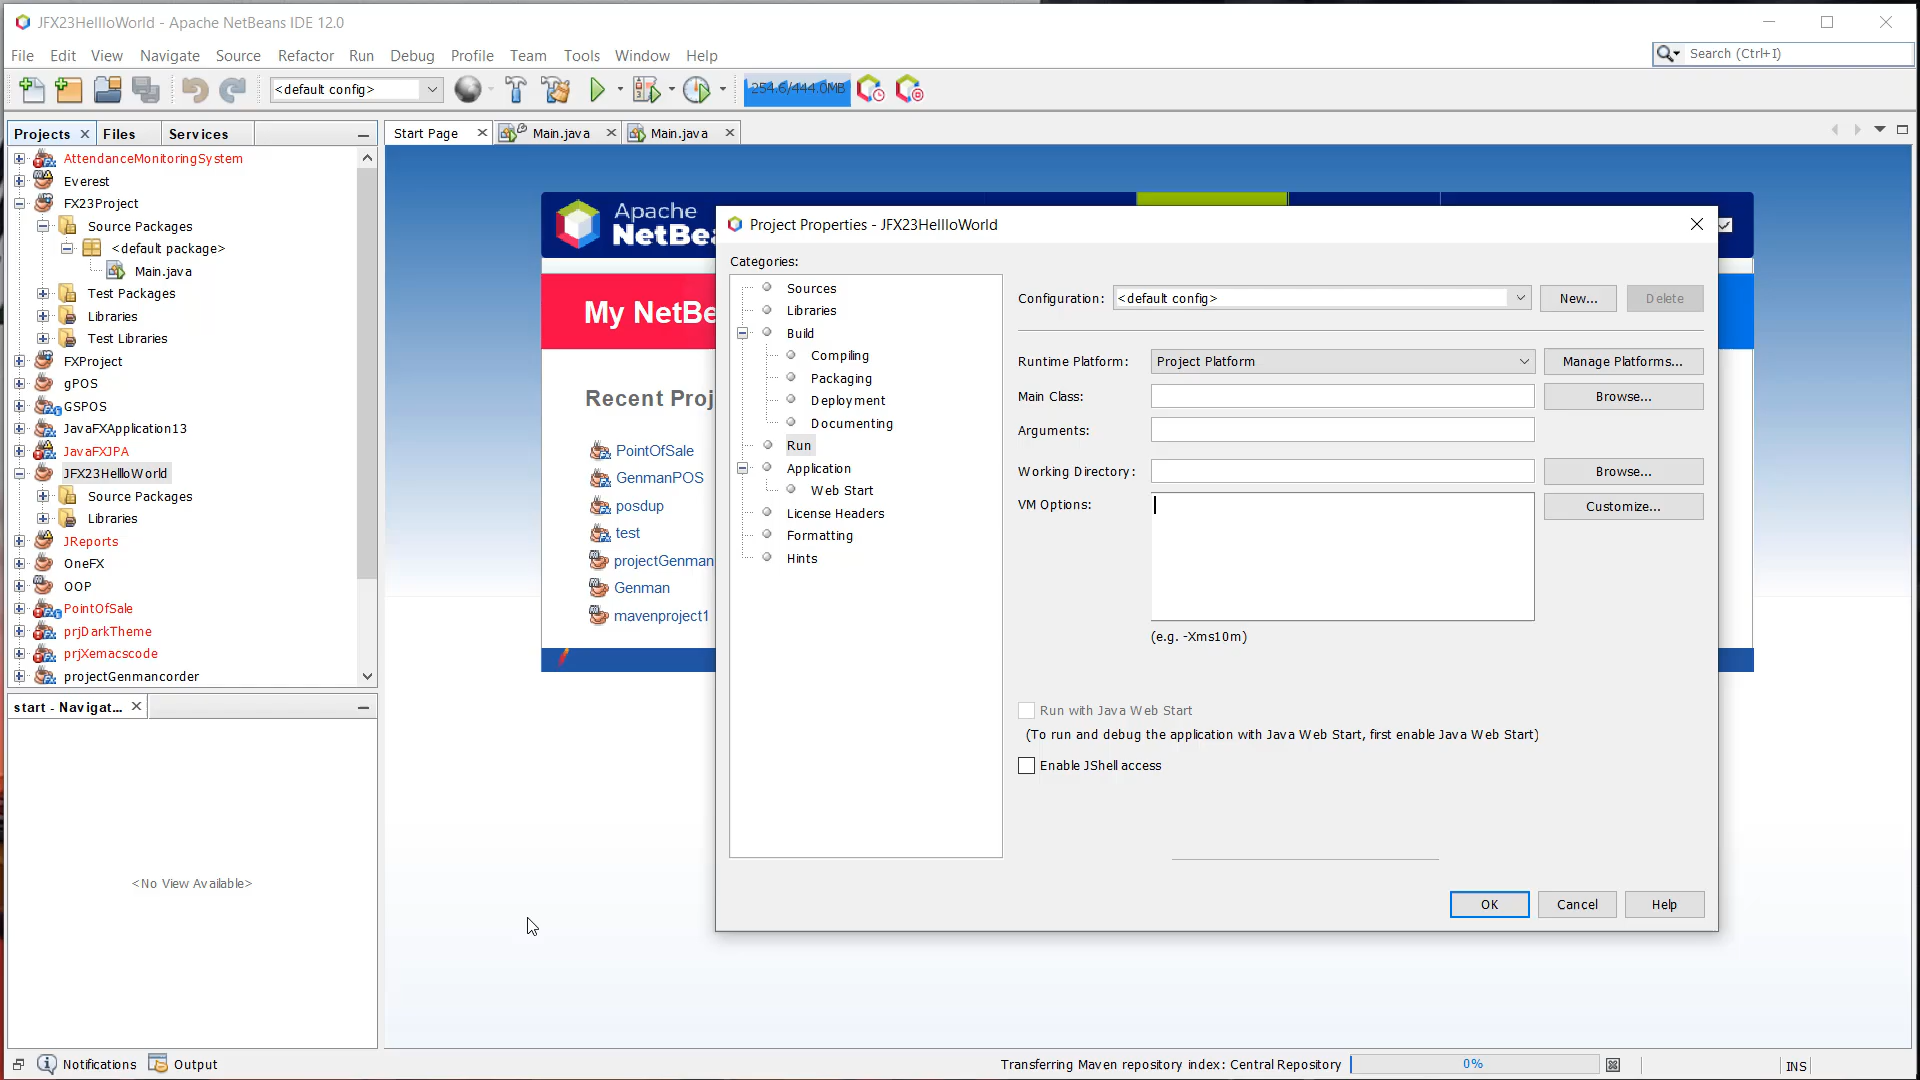 JFX23HellloWorld - Apache NetBeans IDE 12.0
File Edit View Navigate Source Refactor Run Debug Profile Team Tools Window Help
Search (Ctrl+I)
<default config>
254.6/444.0MB
Projects Files Services
Start Page Main.java Main.java
AttendanceMonitoringSystem
Everest
FX23Project
Source Packages
<default package>
Main.java
Test Packages
Libraries
Test Libraries
FXProject
gPOS
GSPOS
JavaFXApplication13
JavaFXJPA
JFX23HellloWorld
Source Packages
Libraries
JReports
OneFX
OOP
PointOfSale
prjDarkTheme
prjXemacscode
projectGenmancorder
start - Navigat...
<No View Available>
Apache
NetBea
My NetBe
Recent Proj
PointOfSale
GenmanPOS
posdup
test
projectGenman
Genman
mavenproject1
Project Properties - JFX23HellloWorld
Categories:
Sources
Libraries
Build
Compiling
Packaging
Deployment
Documenting
Run
Application
Web Start
License Headers
Formatting
Hints
Configuration: <default config> New... Delete
Runtime Platform: Project Platform Manage Platforms...
Main Class: Browse...
Arguments:
Working Directory: Browse...
VM Options: Customize...
(e.g. -Xms10m)
Run with Java Web Start
(To run and debug the application with Java Web Start, first enable Java Web Start)
Enable JShell access
OK Cancel Help
Notifications Output
Transferring Maven repository index: Central Repository 0% INS